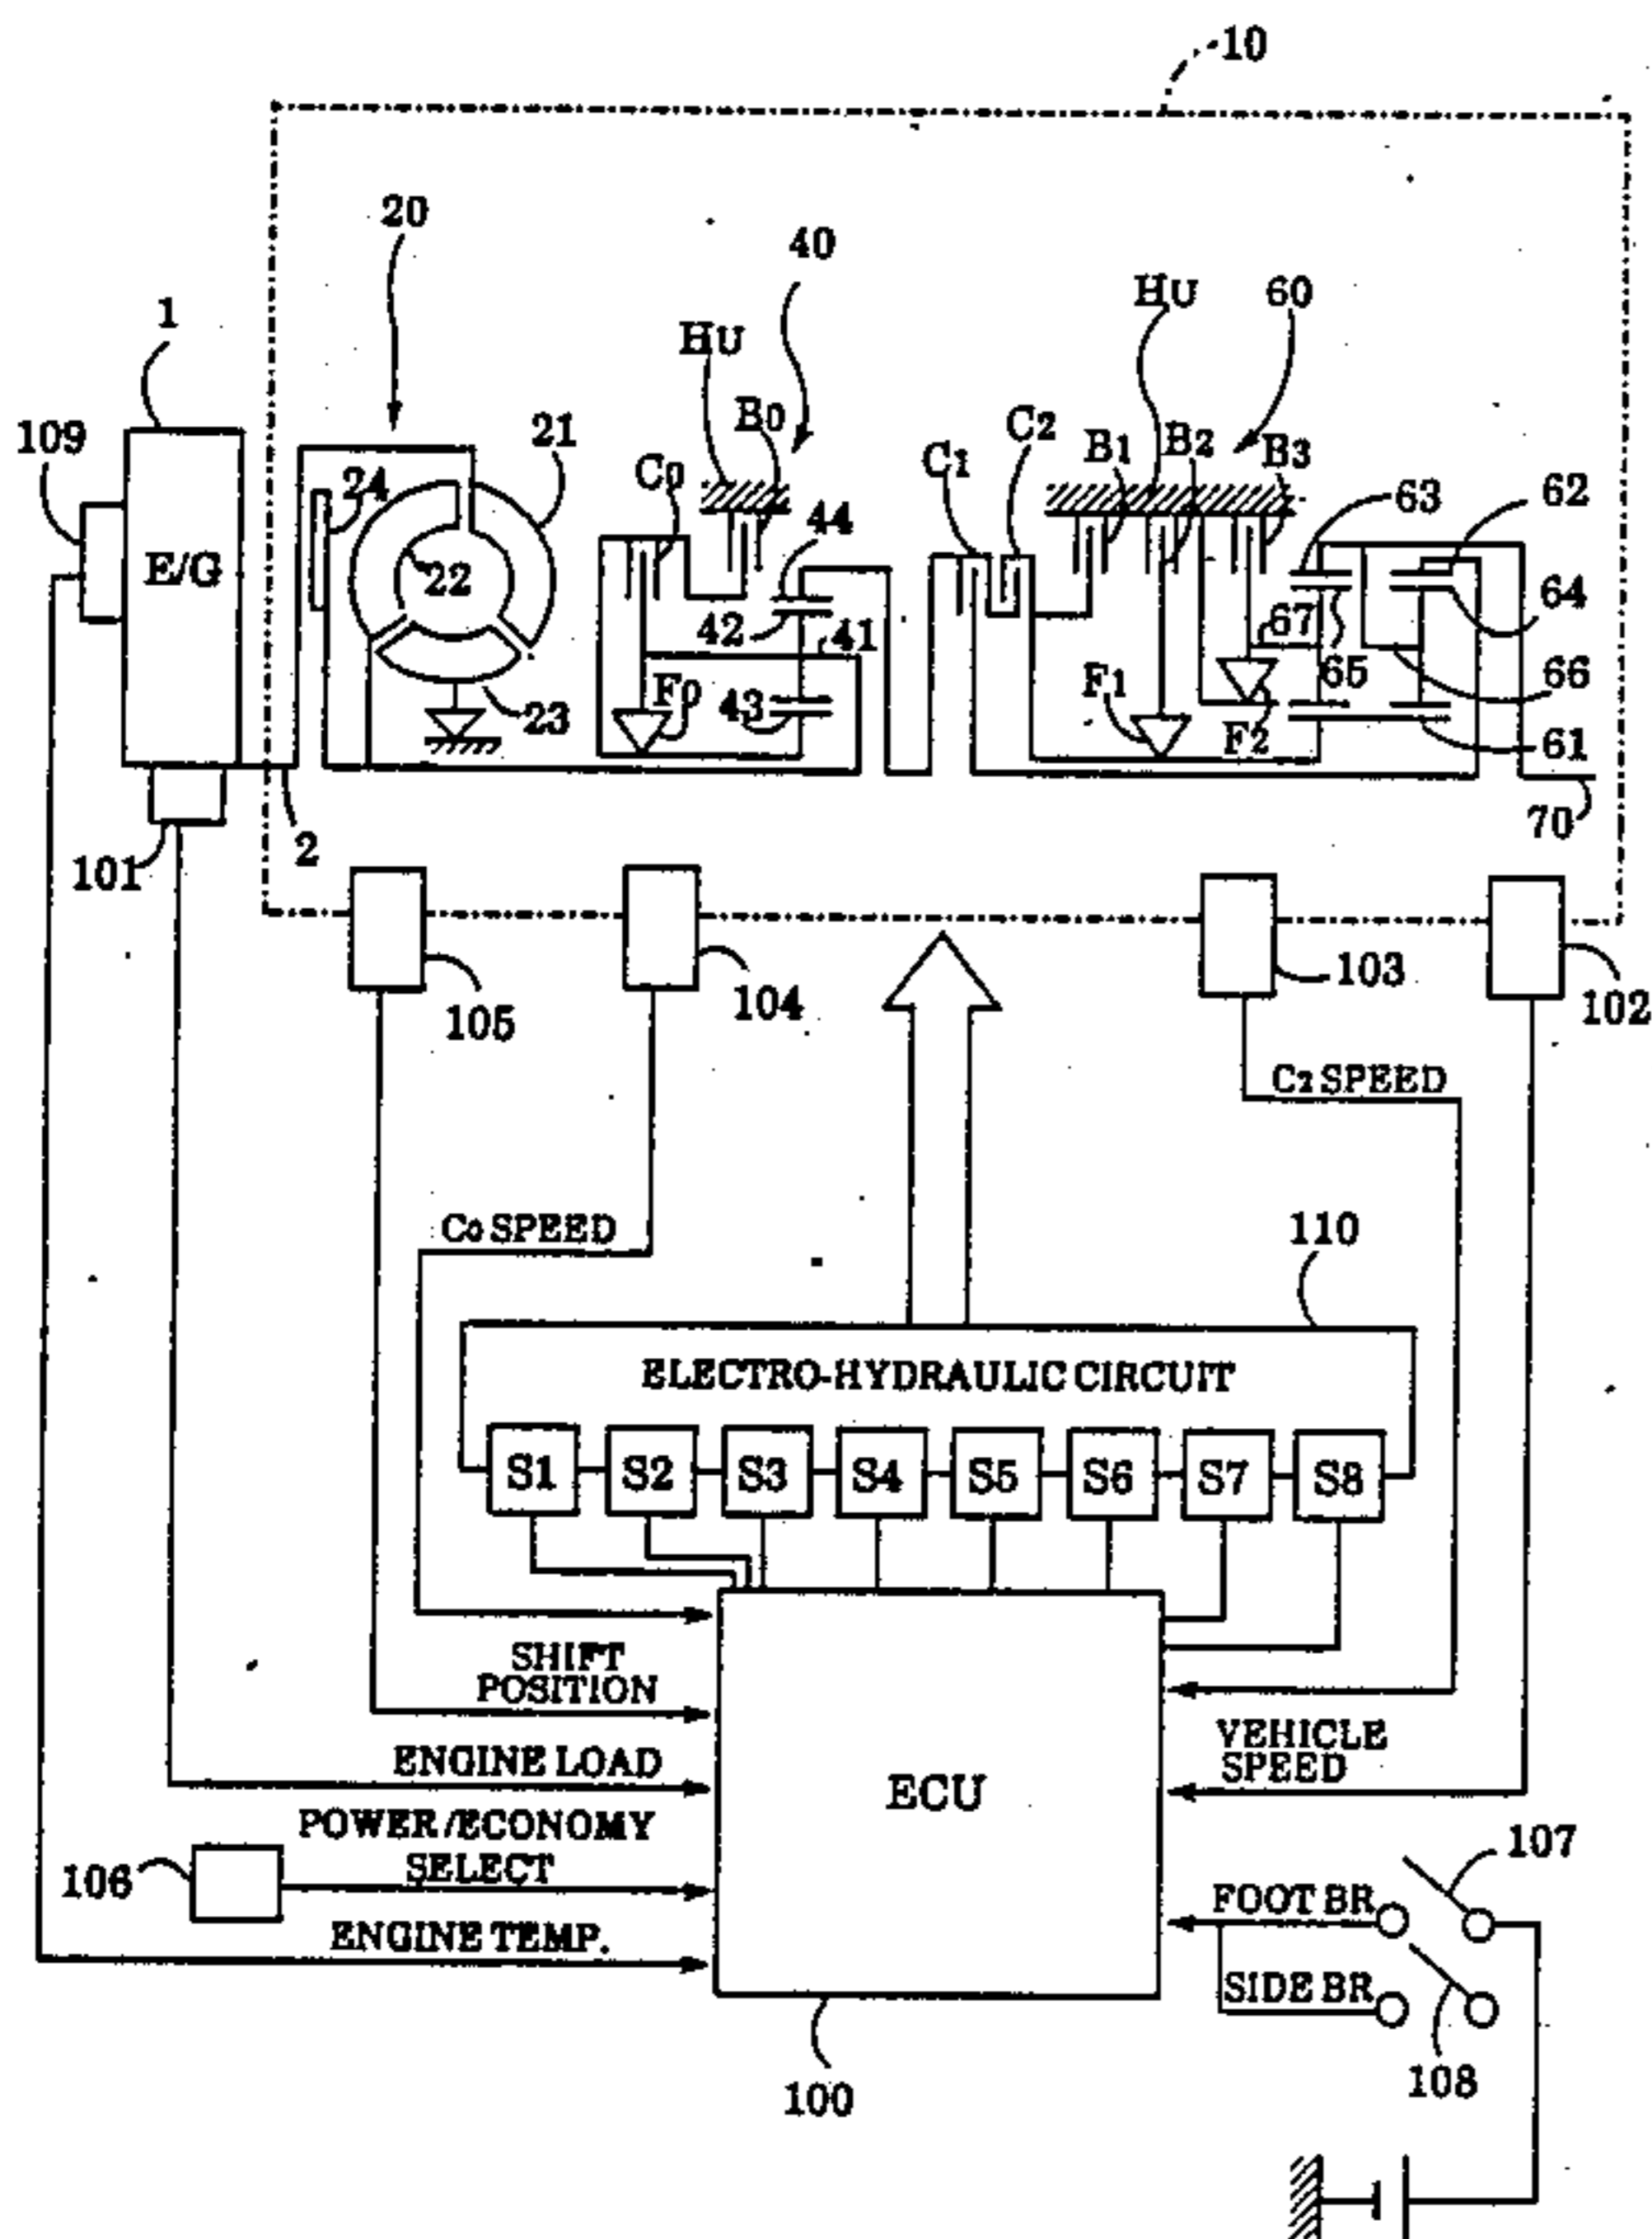 10
20
40
HU
60
1
HU
B0
C2
109
21
C1
B1
B2
B3
24
C0
44
63
62
E/G
22
42
41
67
64
F0
F1
65
66
23
43
F2
61
2
70
101
105
104
103
102
C2 SPEED
C0 SPEED
110
ELECTRO-HYDRAULIC CIRCUIT
S1 S2 S3 S4 S5 S6 S7 S8
SHIFT
POSITION
VEHICLE
SPEED
ENGINE LOAD
ECU
POWER/ECONOMY
SELECT
106
107
FOOT BR
ENGINE TEMP.
SIDE BR
108
100